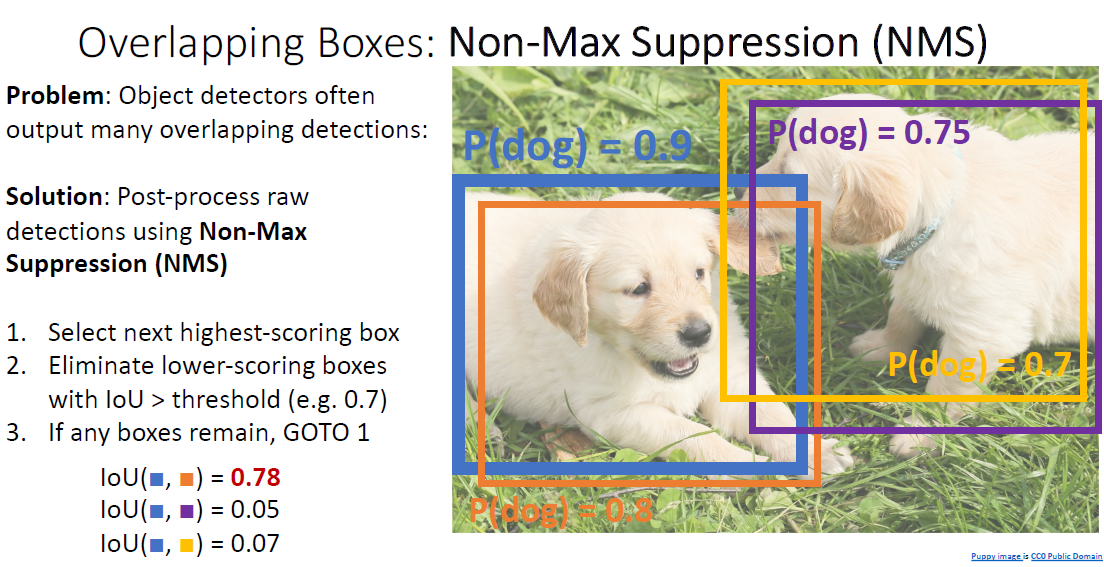 Overlapping Boxes: Non-Max Suppression (NMS)
Problem: Object detectors often
output many overlapping detections:
Solution: Post-process raw
detections using Non-Max
Suppression (NMS)
1. Select next highest-scoring box
2. Eliminate lower-scoring boxes
with IoU > threshold (e.g. 0.7)
3. If any boxes remain, GOTO 1
IoU(■, ■) = 0.78
IoU(■, ■) = 0.05
IoU(■, ■) = 0.07
P(dog) = 0.9
P(dog) = 0.75
P(dog) = 0.7
P(dog) = 0.8
Puppy image is CC0 Public Domain